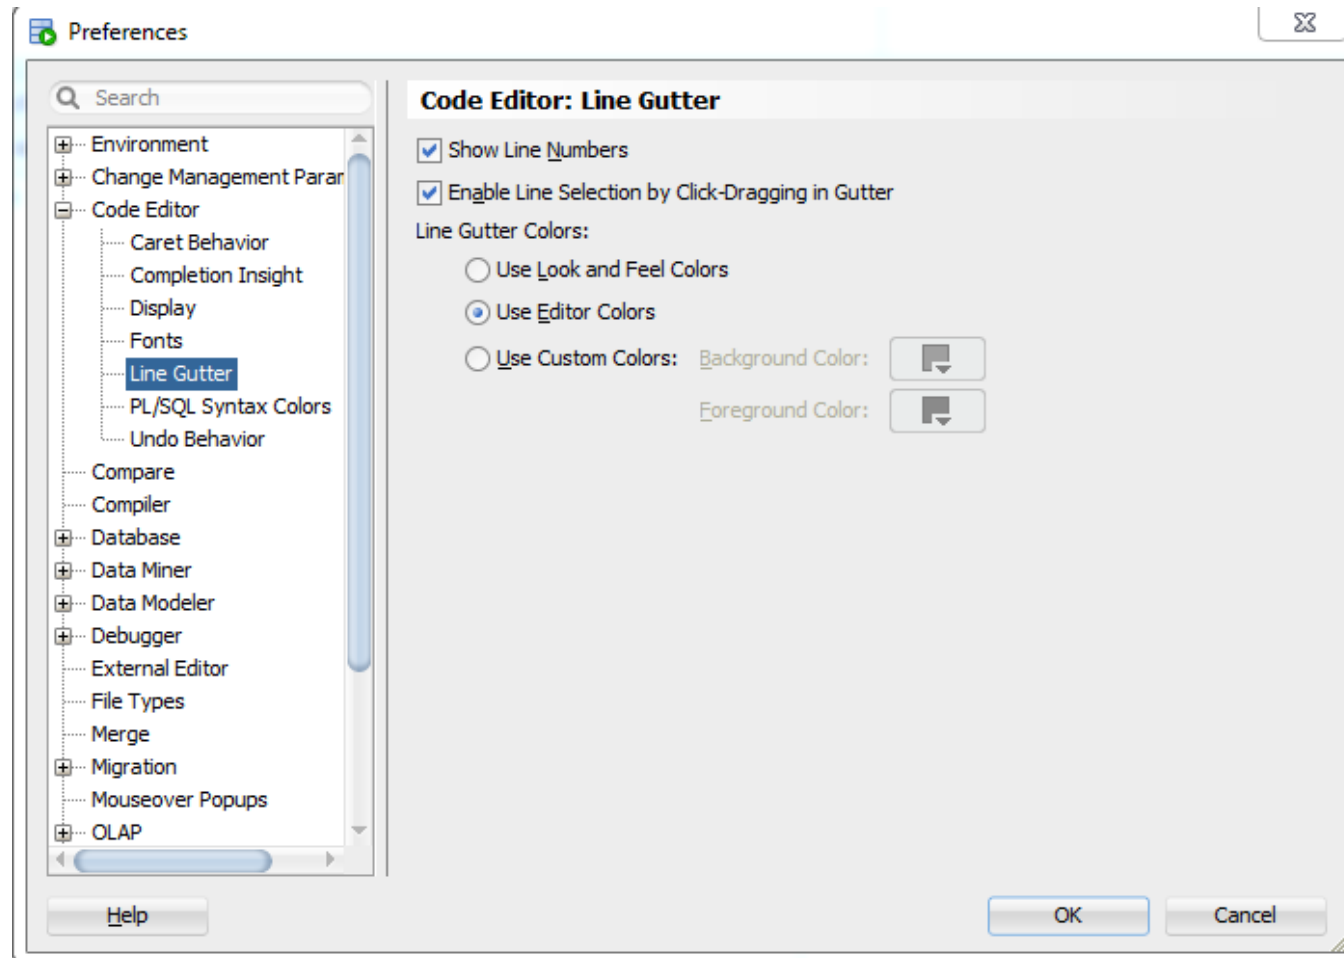 Preferences
Search
Environment
Change Management Paran
Code Editor
Caret Behavior
Completion Insight
Display
Fonts
Line Gutter
PL/SQL Syntax Colors
Undo Behavior
Compare
Compiler
Database
Data Miner
Data Modeler
Debugger
External Editor
File Types
Merge
Migration
Mouseover Popups
OLAP
Code Editor: Line Gutter
Show Line Numbers
Enable Line Selection by Click-Dragging in Gutter
Line Gutter Colors:
Use Look and Feel Colors
Use Editor Colors
Use Custom Colors: Background Color:
Foreground Color:
Help OK Cancel